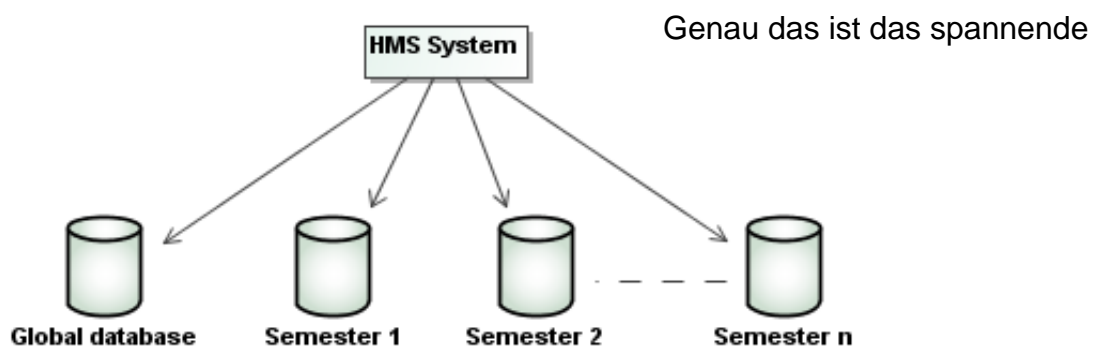 Genau das ist das spannende
HMS System
Global database
Semester 1
Semester 2
Semester n